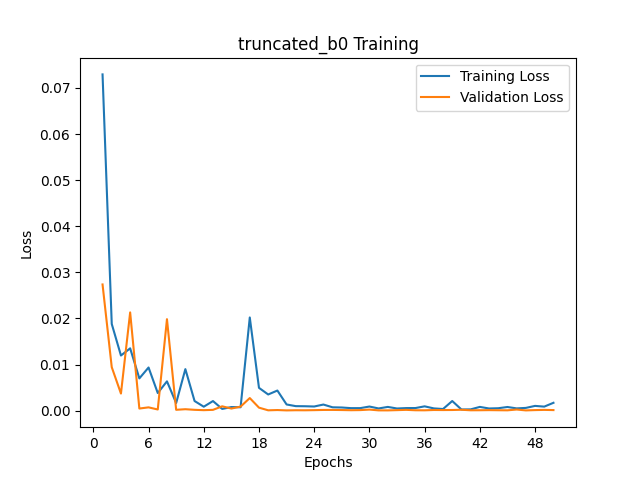 truncated_b0 Training
Training Loss
Validation Loss
0.07
0.06
0.05
0.04
0.03
0.02
0.01
0.00
Loss
0 6 12 18 24 30 36 42 48
Epochs